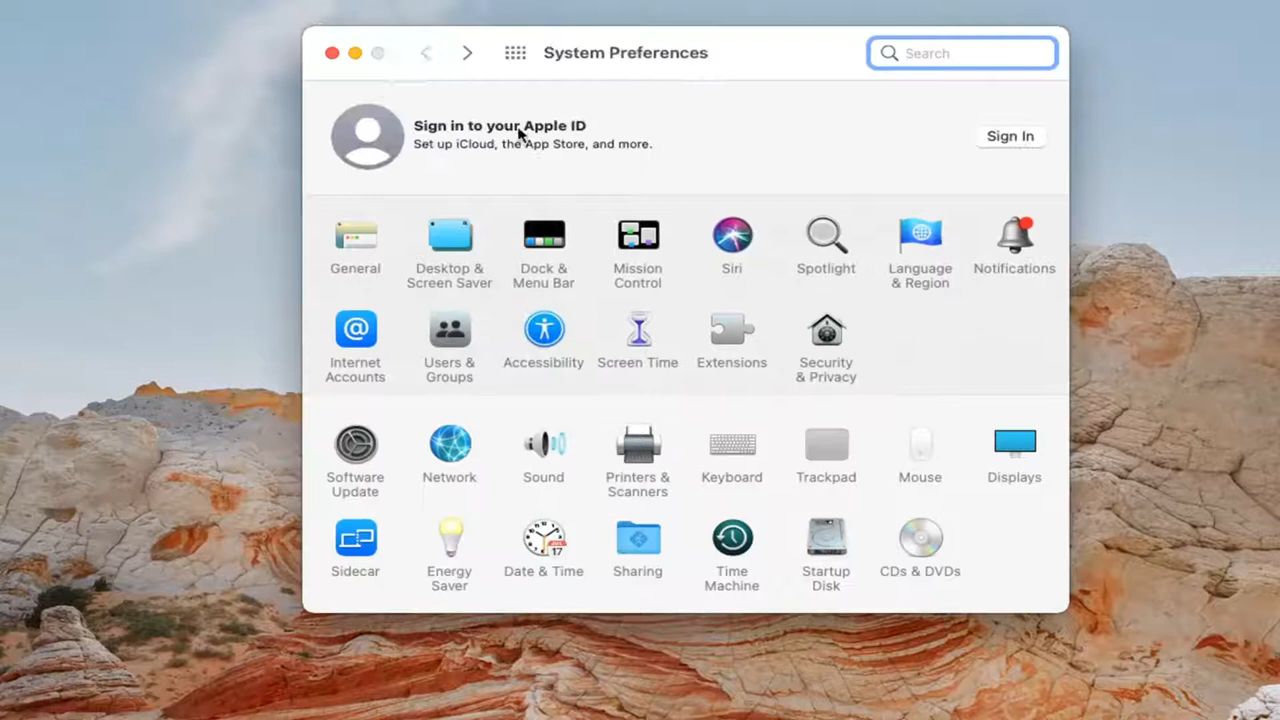 System Preferences
Search
Sign in to your Apple ID
Set up iCloud, the App Store, and more.
Sign In
General
Desktop &
Screen Saver
Dock &
Menu Bar
Mission
Control
Siri
Spotlight
Language
& Region
Notifications
Internet
Accounts
Users &
Groups
Accessibility
Screen Time
Extensions
Security
& Privacy
Software
Update
Network
Sound
Printers &
Scanners
Keyboard
Trackpad
Mouse
Displays
Sidecar
Energy
Saver
Date & Time
Sharing
Time
Machine
Startup
Disk
CDs & DVDs